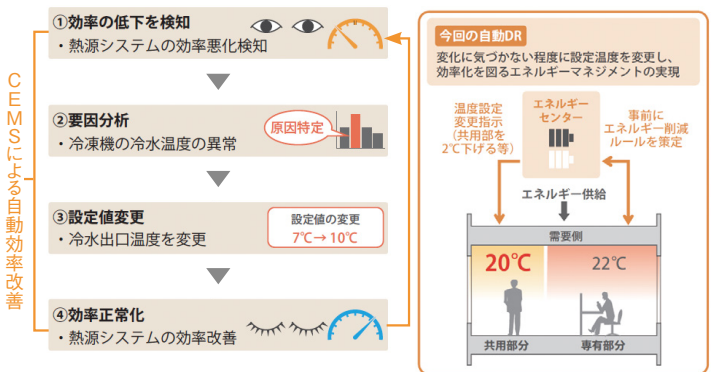 CEMSによる自動効率改善
①効率の低下を検知
・熱源システムの効率悪化検知
②要因分析
・冷凍機の冷水温度の異常
原因特定
③設定値変更
・冷水出口温度を変更
設定値の変更
7℃→10℃
④効率正常化
・熱源システムの効率改善
今回の自動DR
変化に気づかない程度に設定温度を変更し、
効率化を図るエネルギーマネジメントの実現
温度設定
変更指示
(共用部を
2℃下げる等)
エネルギー
センター
事前に
エネルギー削減
ルールを策定
エネルギー供給
需要側
20℃
22℃
共用部分
専有部分